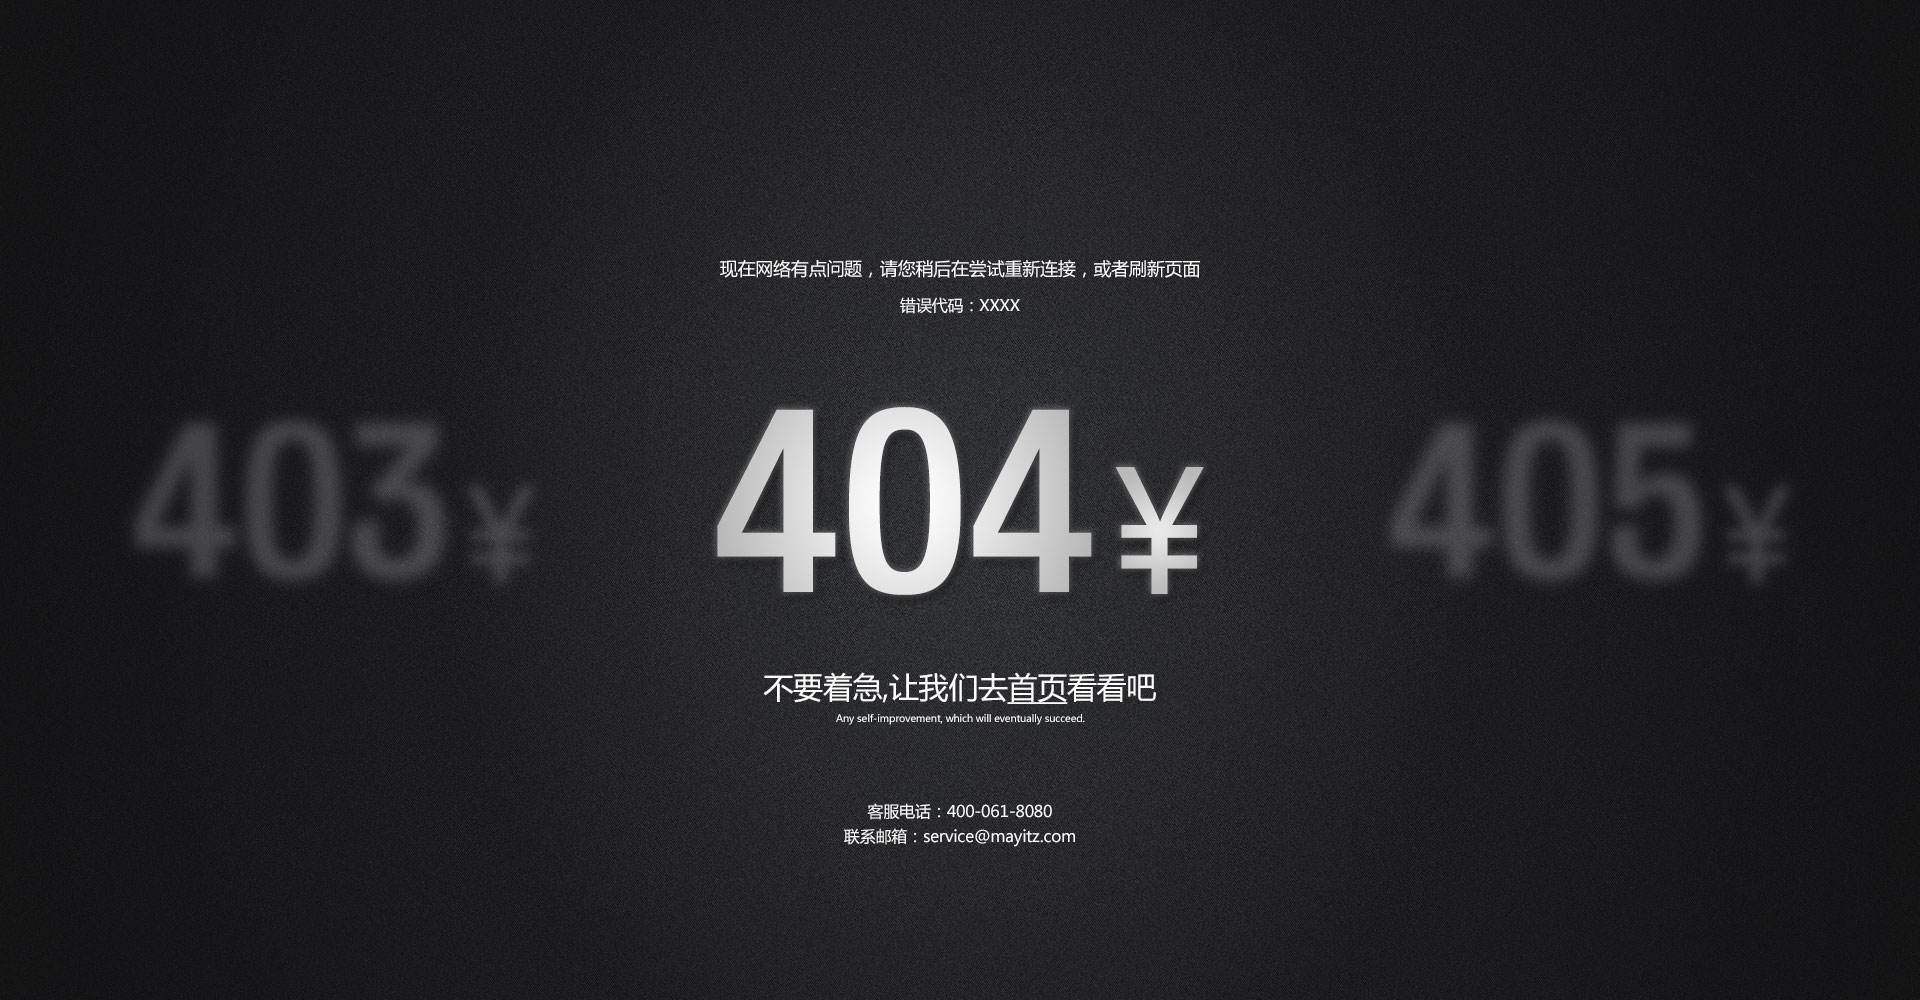 现在网络有点问题，请您稍后在尝试重新连接，或者刷新页面
错误代码：XXXX
403 ¥
404 ¥
405 ¥
不要着急,让我们去首页看看吧
Any self-improvement, which will eventually succeed.
客服电话：400-061-8080
联系邮箱：service@mayitz.com